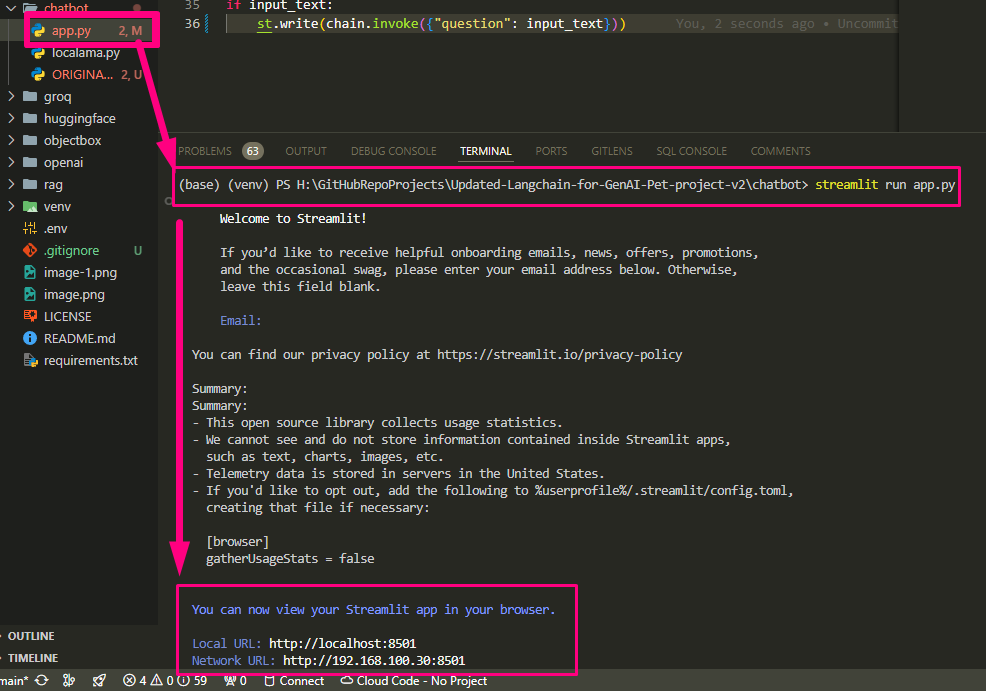 chatbot
app.py 2, M
localama.py
ORIGINA... 2, U
groq
huggingface
objectbox
openai
rag
venv
.env
.gitignore U
image-1.png
image.png
LICENSE
README.md
requirements.txt
OUTLINE
TIMELINE
35 if input_text:
36 st.write(chain.invoke({"question": input_text})) You, 2 seconds ago • Uncommit
PROBLEMS 63 OUTPUT DEBUG CONSOLE TERMINAL PORTS GITLENS SQL CONSOLE COMMENTS
(base) (venv) PS H:\GitHubRepoProjects\Updated-Langchain-for-GenAI-Pet-project-v2\chatbot> streamlit run app.py
Welcome to Streamlit!
If you’d like to receive helpful onboarding emails, news, offers, promotions,
and the occasional swag, please enter your email address below. Otherwise,
leave this field blank.
Email:
You can find our privacy policy at https://streamlit.io/privacy-policy
Summary:
Summary:
- This open source library collects usage statistics.
- We cannot see and do not store information contained inside Streamlit apps,
such as text, charts, images, etc.
- Telemetry data is stored in servers in the United States.
- If you'd like to opt out, add the following to %userprofile%/.streamlit/config.toml,
creating that file if necessary:
[browser]
gatherUsageStats = false
You can now view your Streamlit app in your browser.
Local URL: http://localhost:8501
Network URL: http://192.168.100.30:8501
main* 4 0 59 0 Connect Cloud Code - No Project